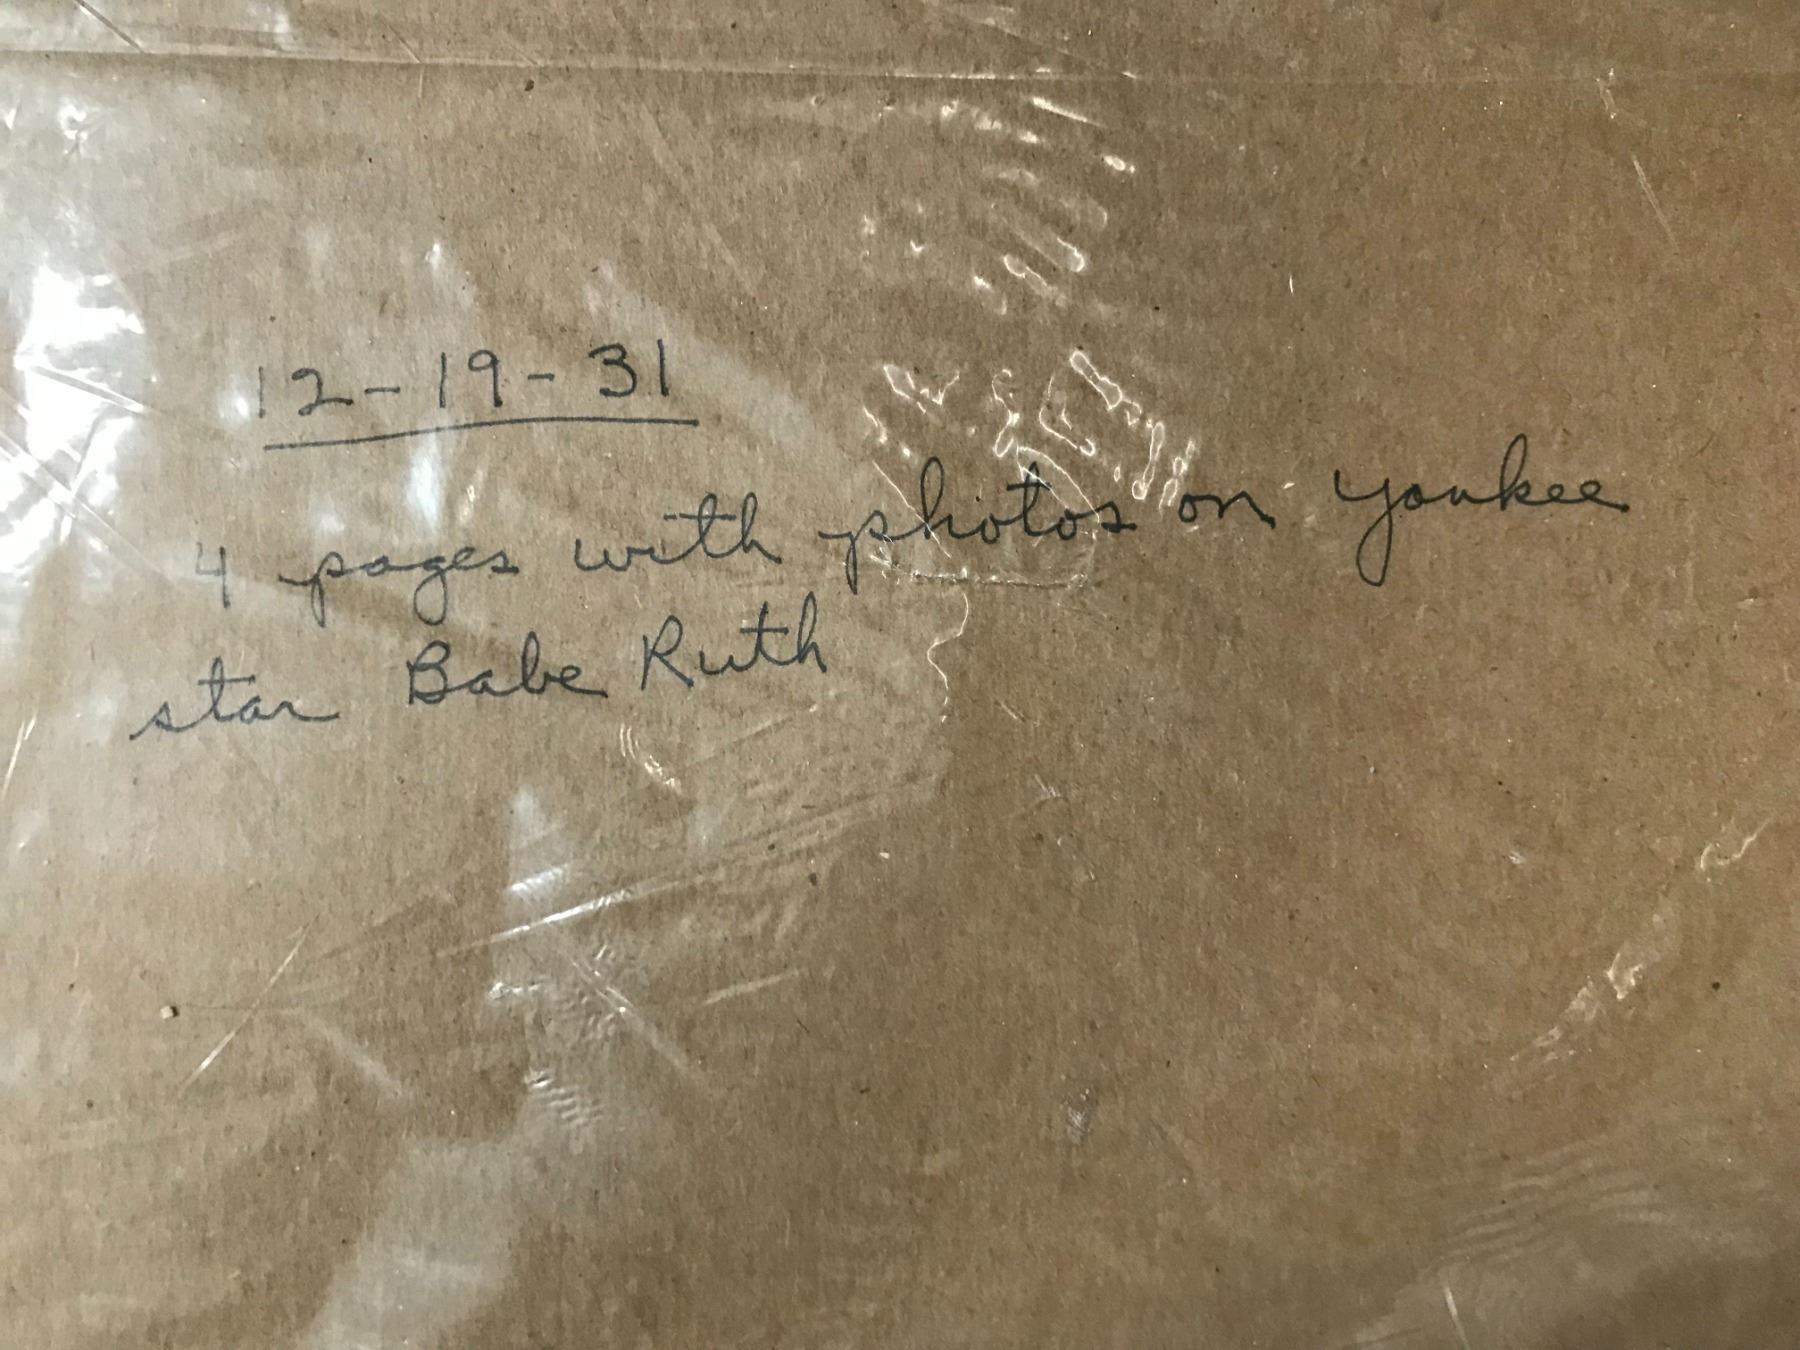 12-19-31
4 pages with photos on Yankee
star Babe Ruth